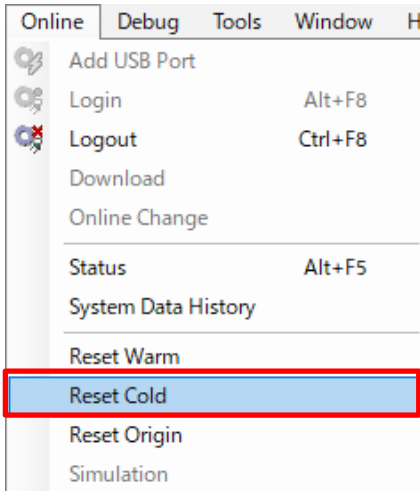 Online Debug Tools Window H
Add USB Port
Login Alt+F8
Logout Ctrl+F8
Download
Online Change
Status Alt+F5
System Data History
Reset Warm
Reset Cold
Reset Origin
Simulation